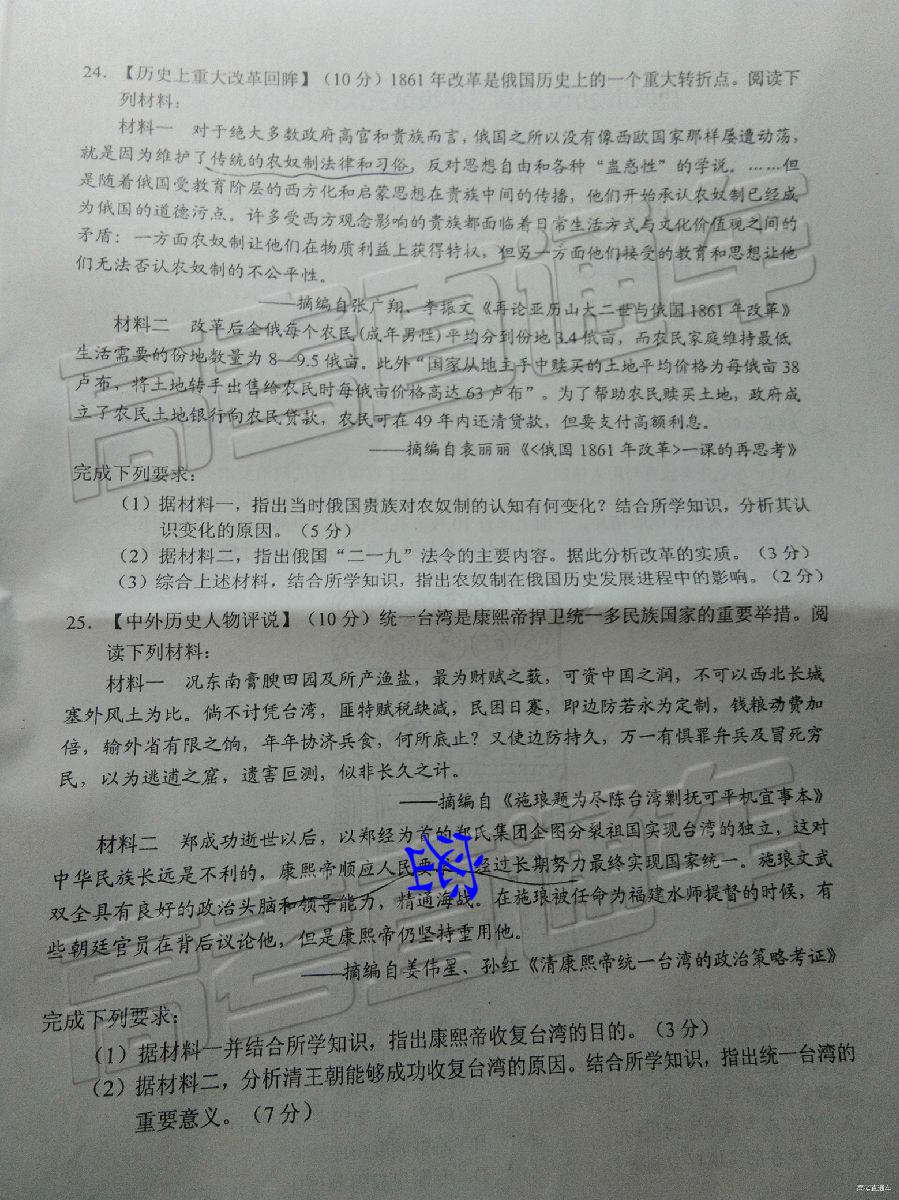 24. 【历史上重大改革回眸】（10 分）1861 年改革是俄国历史上的一个重大转折点。阅读下
列材料：
材料一 对于绝大多数政府高官和贵族而言，俄国之所以没有像西欧国家那样屡遭动荡，
就是因为维护了传统的农奴制法律和习俗，反对思想自由和各种“蛊惑性”的学说。……但
是随着俄国受教育阶层的西方化和启蒙思想在贵族中间的传播，他们开始承认农奴制已经成
为俄国的道德污点。许多受西方观念影响的贵族都面临着日常生活方式与文化价值观之间的
矛盾：一方面农奴制让他们在物质利益上获得特权，但另一方面他们接受的教育和思想让他
们无法否认农奴制的不公平性。
——摘编自张广翔、李振文《再论亚历山大二世与俄国 1861 年改革》
材料二 改革后全俄每个农民(成年男性)平均分到份地 3.4 俄亩，而农民家庭维持最低
生活需要的份地数量为 8—9.5 俄亩。此外“国家从地主手中赎买的土地平均价格为每俄亩 38
卢布，将土地转手出售给农民时每俄亩价格高达 63 卢布”。为了帮助农民赎买土地，政府成
立了农民土地银行向农民贷款，农民可在 49 年内还清贷款，但要支付高额利息。
——摘编自袁丽丽《<俄国 1861 年改革>一课的再思考》
完成下列要求：
（1）据材料一，指出当时俄国贵族对农奴制的认知有何变化？结合所学知识，分析其认
识变化的原因。（5 分）
（2）据材料二，指出俄国“二一九”法令的主要内容。据此分析改革的实质。（3 分）
（3）综合上述材料，结合所学知识，指出农奴制在俄国历史发展进程中的影响。（2 分）
25. 【中外历史人物评说】（10 分）统一台湾是康熙帝捍卫统一多民族国家的重要举措。阅
读下列材料：
材料一 况东南膏腴田园及所产渔盐，最为财赋之薮，可资中国之润，不可以西北长城
塞外风土为比。倘不讨凭台湾，匪特赋税缺减，民困日蹇，即边防若永为定制，钱粮动费加
倍，输外省有限之饷，年年协济兵食，何所底止？又使边防持久，万一有惧罪弁兵及冒死穷
民，以为逃逋之窟，遗害叵测，似非长久之计。
——摘编自《施琅题为尽陈台湾剿抚可平机宜事本》
材料二 郑成功逝世以后，以郑经为首的郑氏集团企图分裂祖国实现台湾的独立，这对
中华民族长远是不利的，康熙帝顺应人民要 经过长期努力最终实现国家统一。施琅文武
双全具有良好的政治头脑和领导能力，精通海战。在施琅被任命为福建水师提督的时候，有
些朝廷官员在背后议论他，但是康熙帝仍坚持重用他。
——摘编自姜伟星、孙红《清康熙帝统一台湾的政治策略考证》
完成下列要求：
（1）据材料一并结合所学知识，指出康熙帝收复台湾的目的。（3 分）
（2）据材料二，分析清王朝能够成功收复台湾的原因。结合所学知识，指出统一台湾的
重要意义。（7 分）
高考直通车
高考直通车
高考直通车